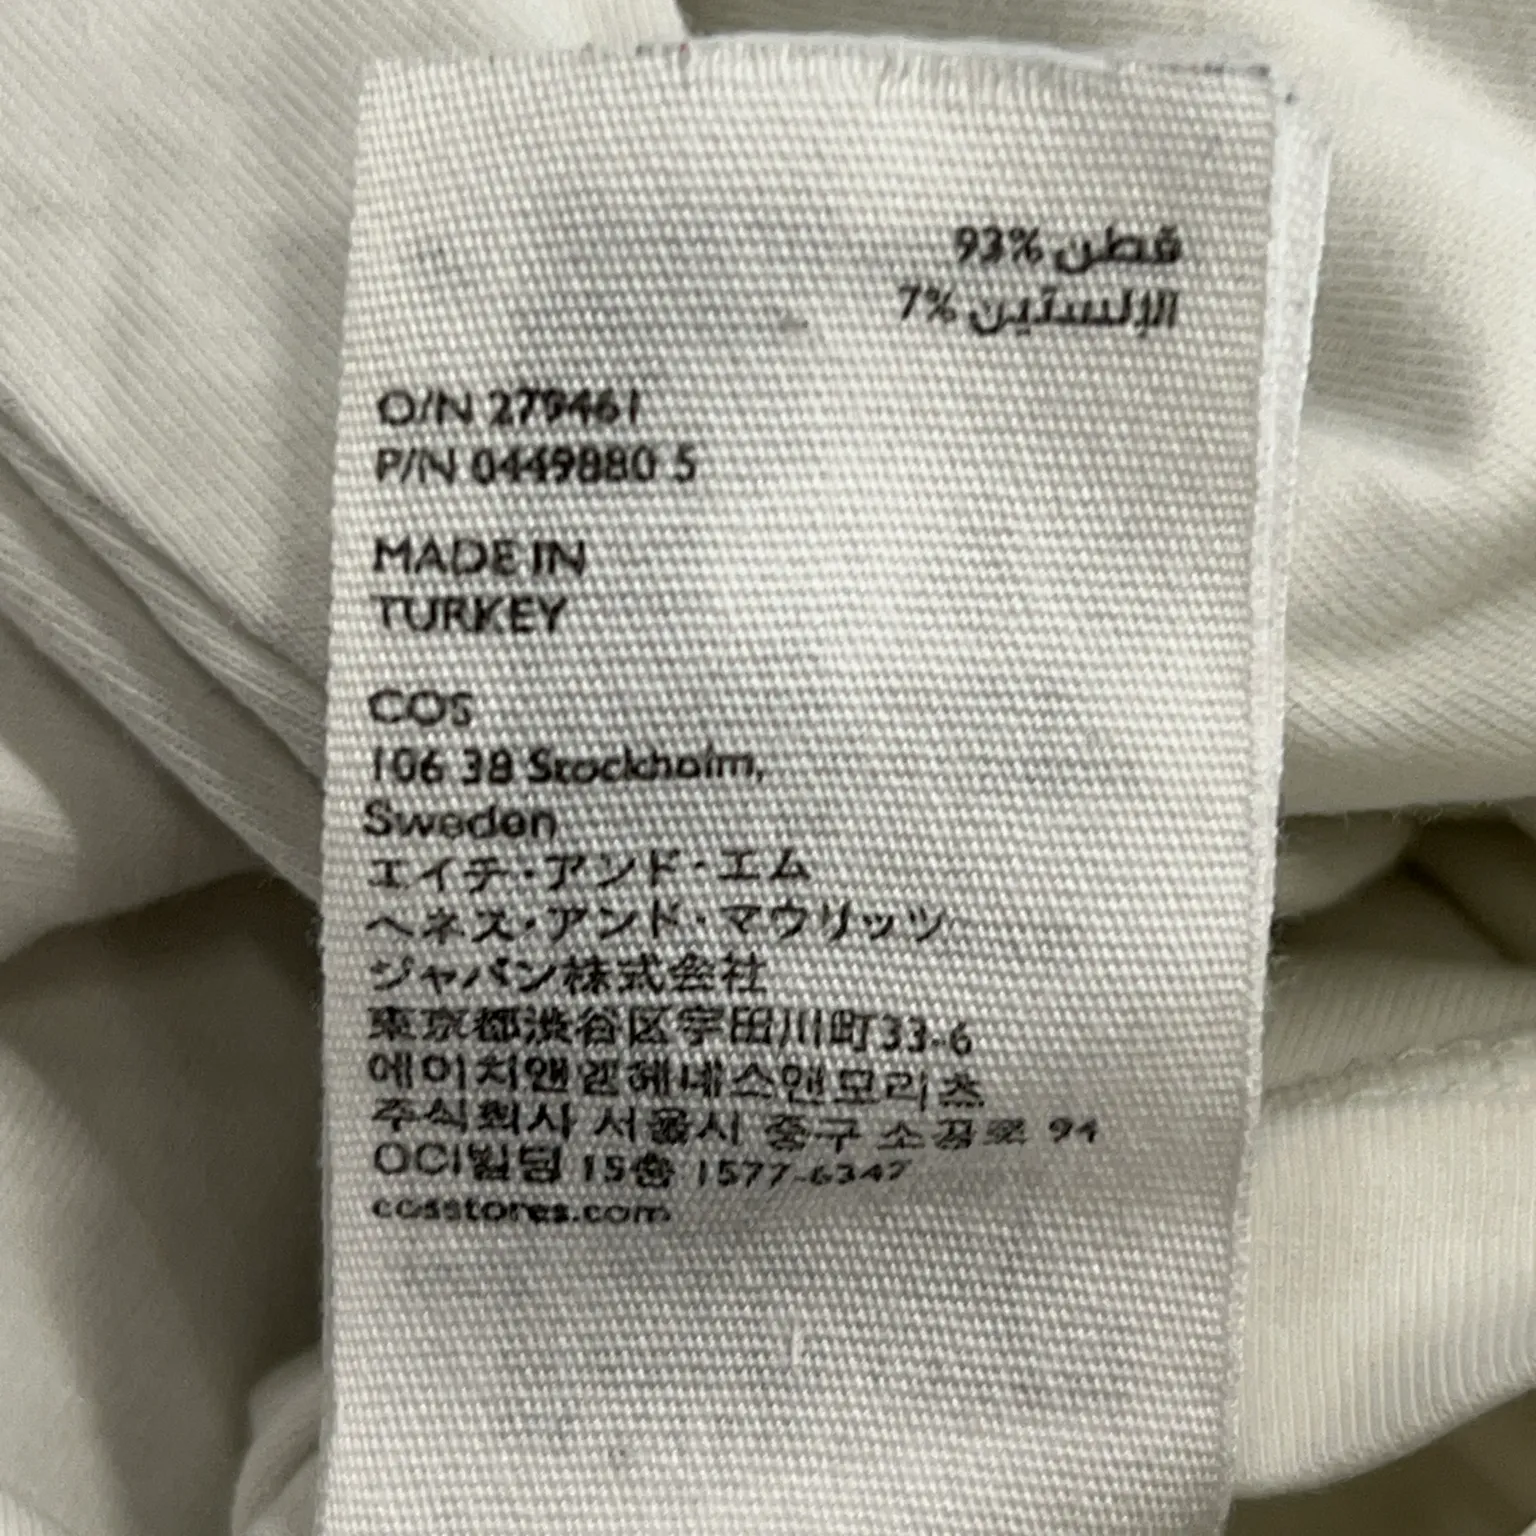 قطن 93%
الإلستين 7%
O/N 279461
P/N 0449880 5
MADE IN
TURKEY
COS
106 38 Stockholm,
Sweden
エイチ・アンド・エム
ヘネス・アンド・マウリッツ
ジャパン株式会社
東京都渋谷区宇田川町33-6
에이치앤엠헤네스앤모리츠
주식회사 서울시 중구 소공로 94
OCI빌딩 15층 1577-6347
cosstores.com